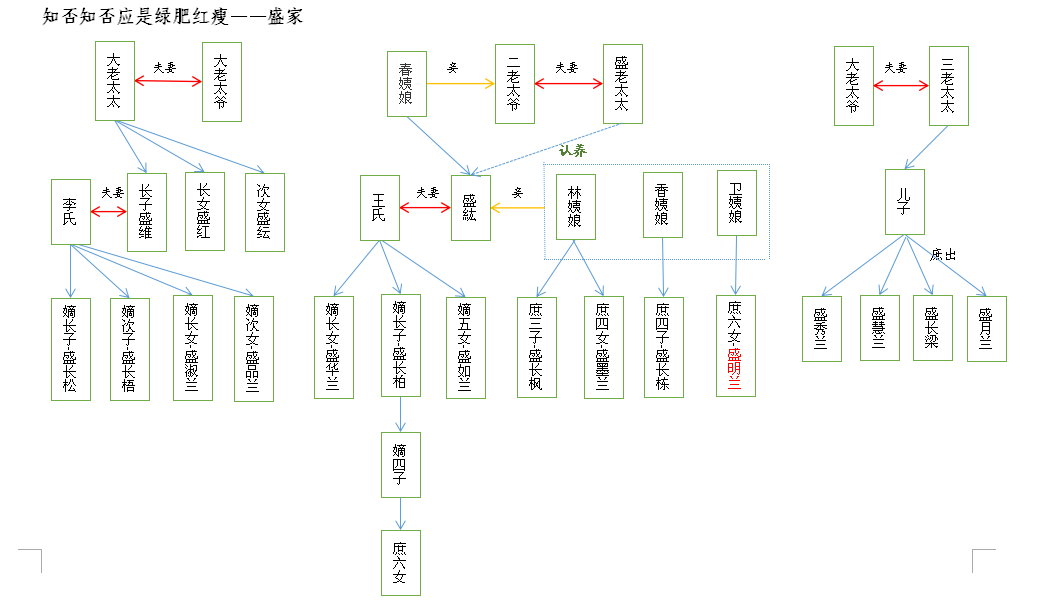 知否知否应是绿肥红瘦——盛家
大老太太
夫妻
大老太爷
春姨娘
妾
二老太爷
夫妻
盛老太太
大老太爷
夫妻
三老太太
认养
李氏
夫妻
长子盛维
长女盛红
次女盛纭
王氏
夫妻
盛紘
妾
林姨娘
香姨娘
卫姨娘
儿子
庶出
嫡长子-盛长松
嫡次子-盛长梧
嫡长女-盛淑兰
嫡次女-盛品兰
嫡长女-盛华兰
嫡长子-盛长柏
嫡五女-盛如兰
庶三子-盛长枫
庶四女-盛墨兰
庶四子-盛长栋
庶六女-盛明兰
盛秀兰
盛慧兰
盛长梁
盛月兰
嫡四子
庶六女